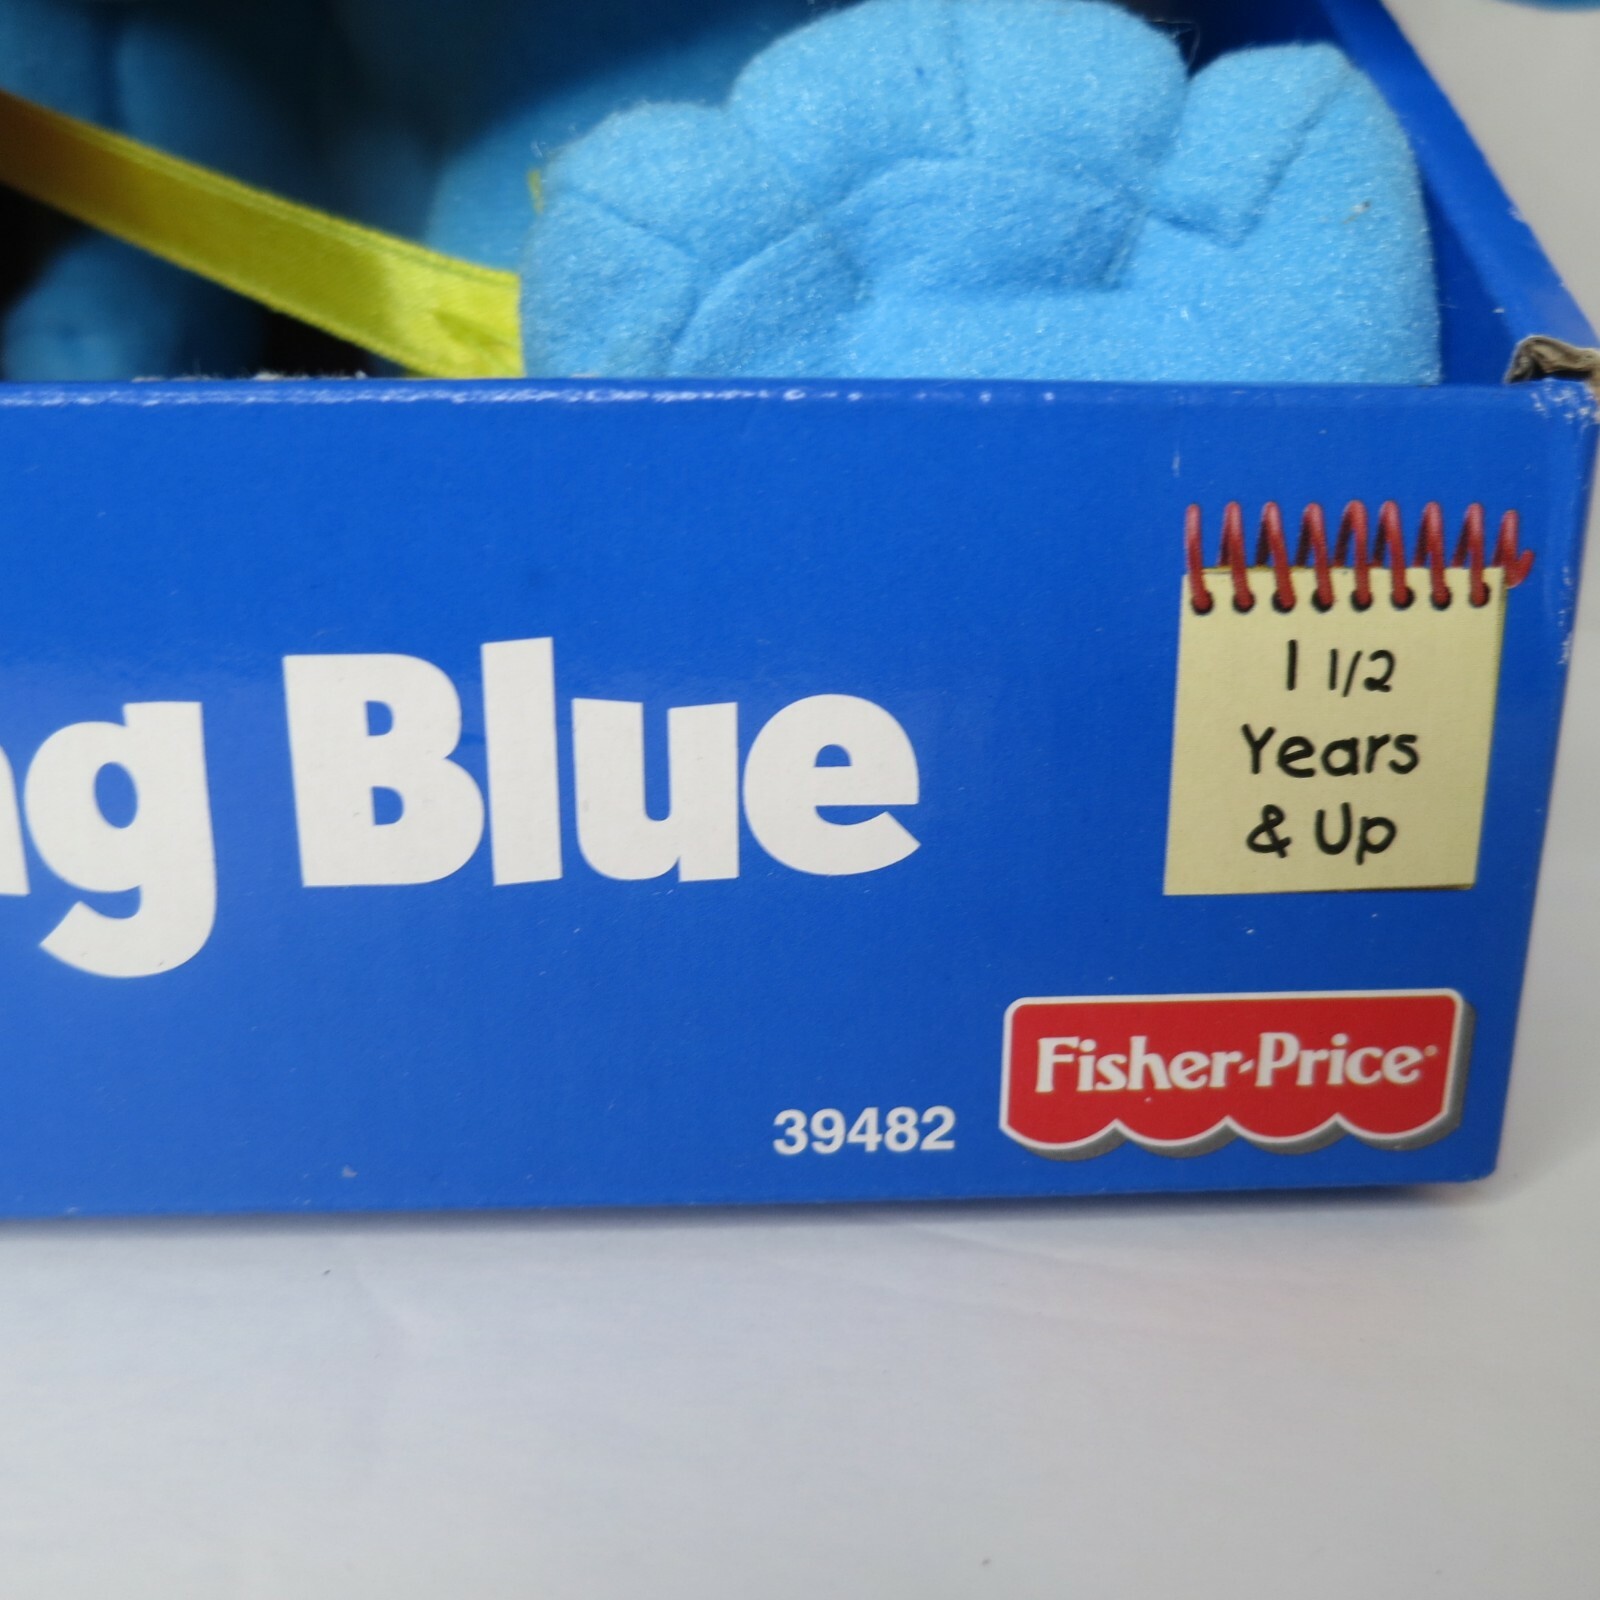 ng Blue
1 1/2
Years
& Up
Fisher-Price
39482